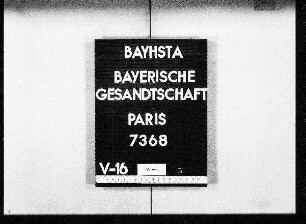 BAYHSTA
BAYERISCHE
GESANDTSCHAFT
PARIS
7368
V-16